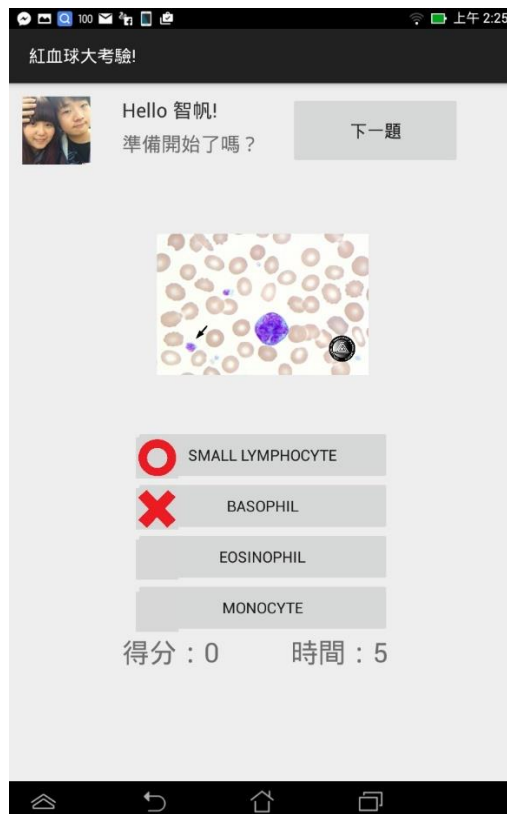 100
上午 2:25
紅血球大考驗!
Hello 智帆!
準備開始了嗎？
下一題
SMALL LYMPHOCYTE
BASOPHIL
EOSINOPHIL
MONOCYTE
得分：0
時間：5